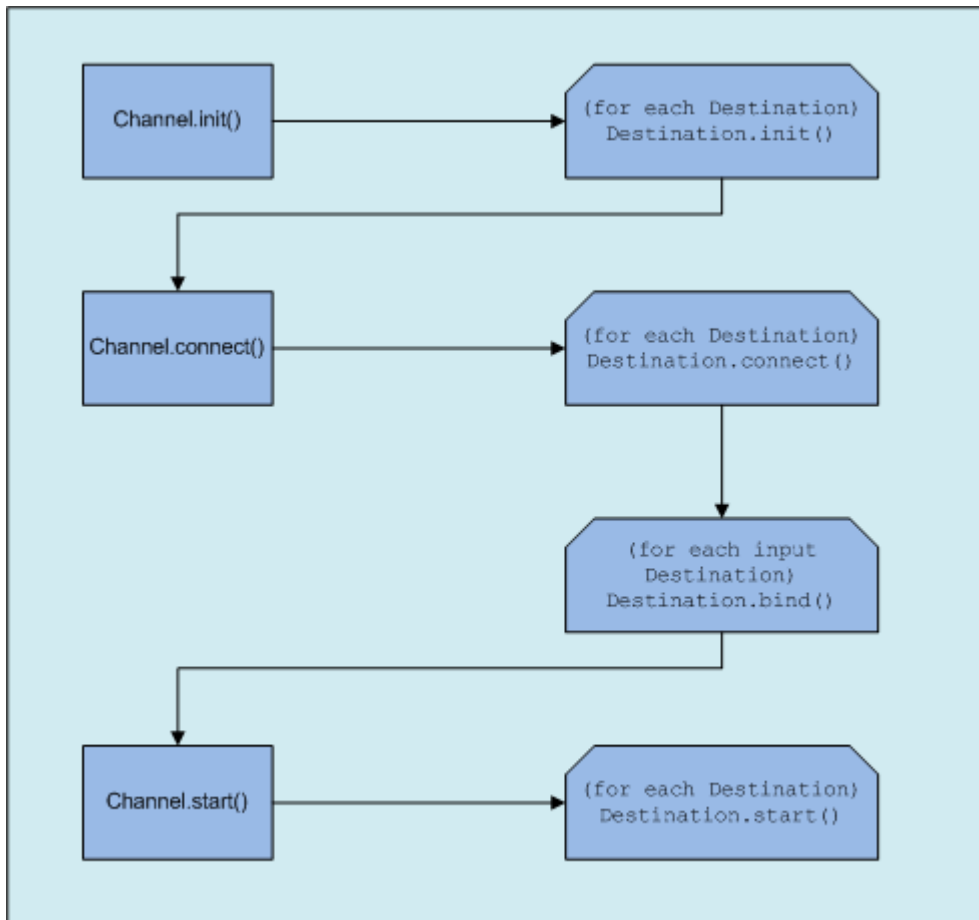 Channel.init()
(for each Destination)
Destination.init()
Channel.connect()
(for each Destination)
Destination.connect()
(for each input
Destination)
Destination.bind()
Channel.start()
(for each Destination)
Destination.start()